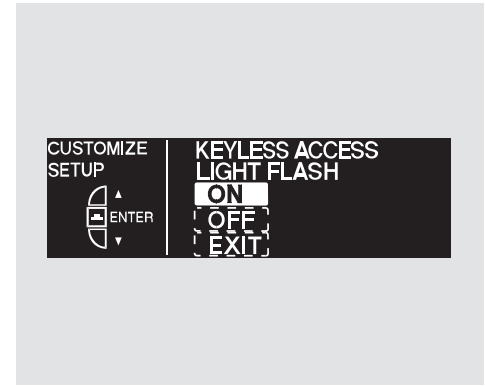 CUSTOMIZE
SETUP
▲
ENTER
▼
KEYLESS ACCESS
LIGHT FLASH
ON
OFF
EXIT